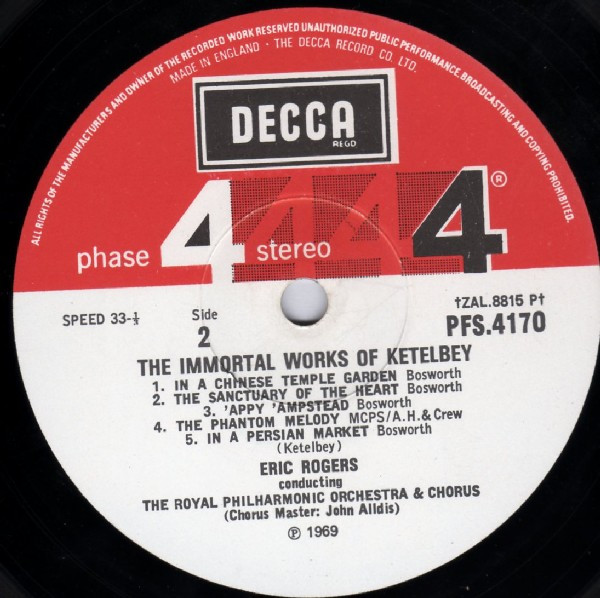 ALL RIGHTS OF THE MANUFACTURERS AND OWNER OF THE RECORDED WORK RESERVED UNAUTHORIZED PUBLIC PERFORMANCE, BROADCASTING AND COPYING PROHIBITED.
MADE IN ENGLAND · THE DECCA RECORD CO. LTD.
DECCA
REGD
phase 4 stereo 444®
SPEED 33-⅓
Side
2
†ZAL.8815 P†
PFS.4170
THE IMMORTAL WORKS OF KETELBEY
1. IN A CHINESE TEMPLE GARDEN Bosworth
2. THE SANCTUARY OF THE HEART Bosworth
3. 'APPY 'AMPSTEAD Bosworth
4. THE PHANTOM MELODY MCPS/A.H.& Crew
5. IN A PERSIAN MARKET Bosworth
(Ketelbey)
ERIC ROGERS
conducting
THE ROYAL PHILHARMONIC ORCHESTRA & CHORUS
(Chorus Master: John Alldis)
℗ 1969